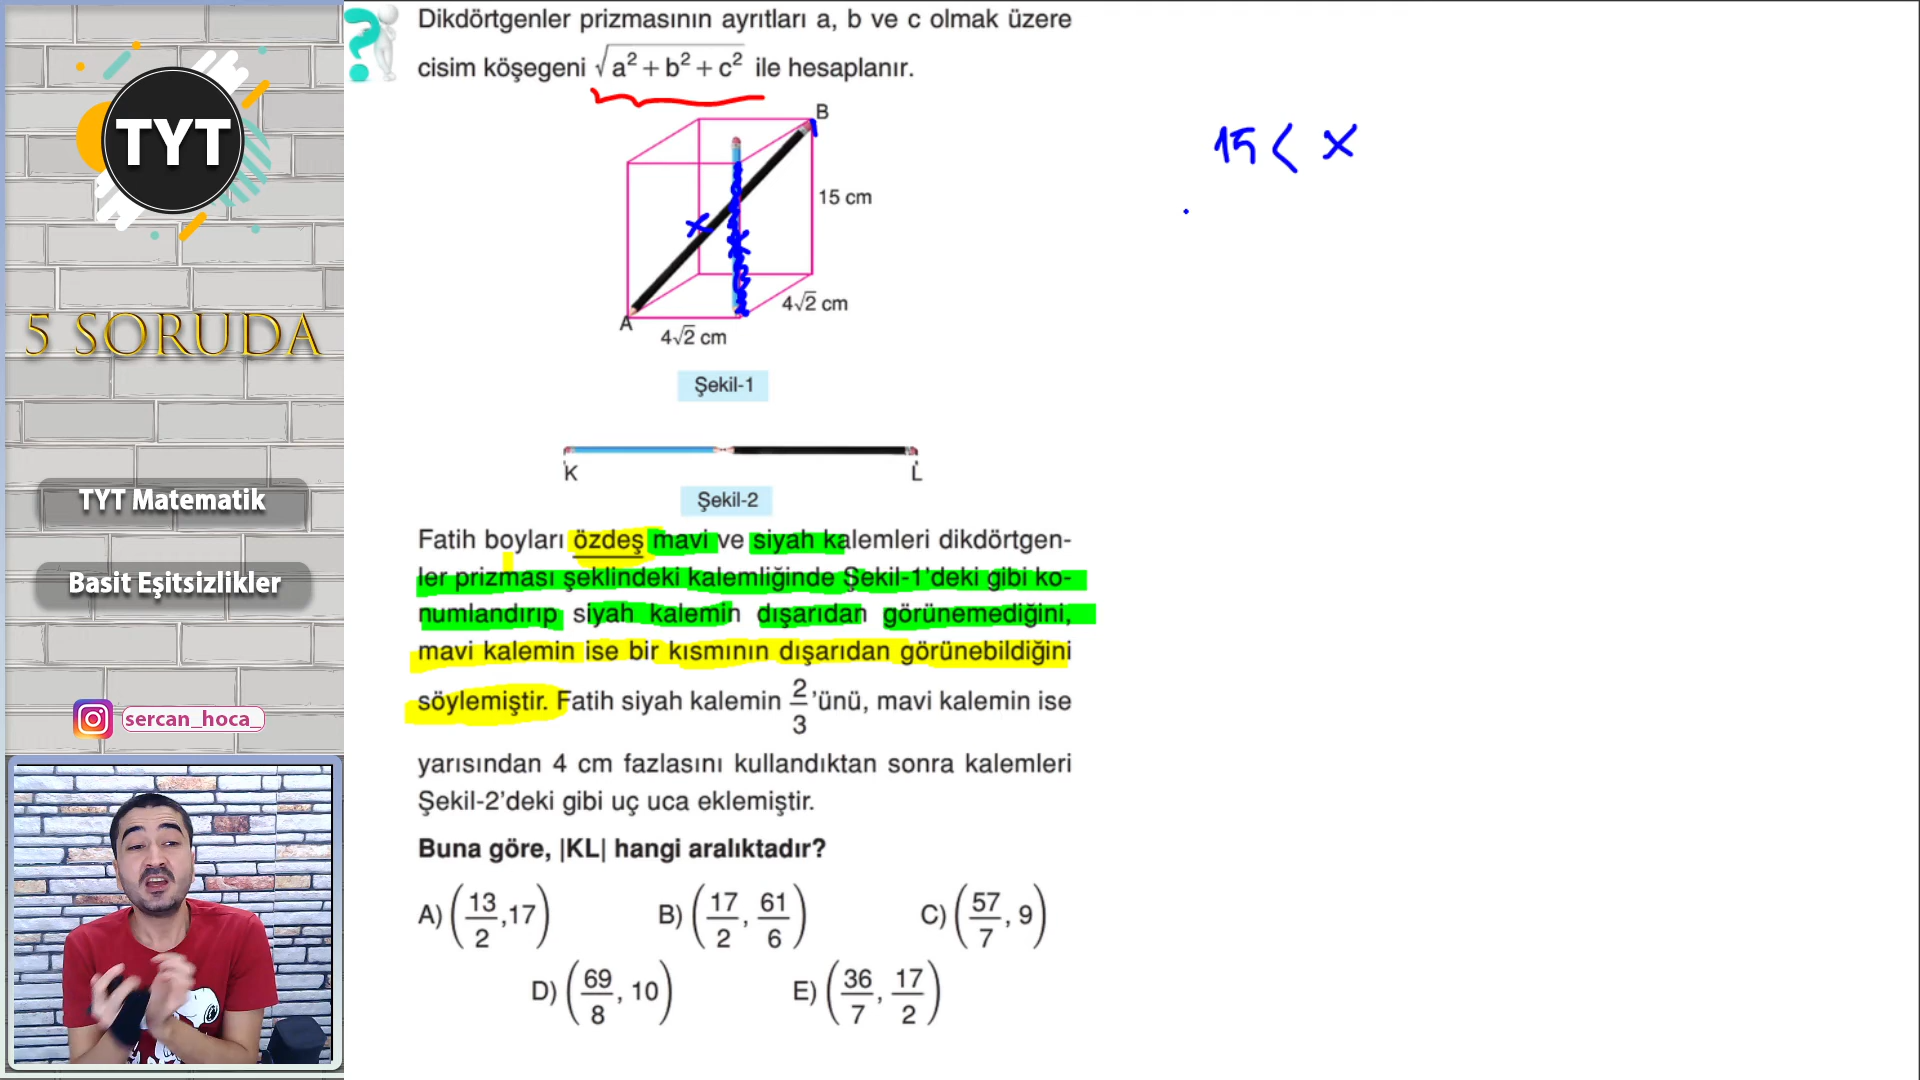 TYT
5 SORUDA
TYT Matematik
Basit Eşitsizlikler
sercan_hoca_
Dikdörtgenler prizmasının ayrıtları a, b ve c olmak üzere
cisim köşegeni √a² + b² + c² ile hesaplanır.
B
15 cm
4√2 cm
A
4√2 cm
x
x
15 < x
Şekil-1
K
L
Şekil-2
Fatih boyları özdeş mavi ve siyah kalemleri dikdörtgen-
ler prizması şeklindeki kalemliğinde Şekil-1'deki gibi ko-
numlandırıp siyah kalemin dışarıdan görünemediğini,
mavi kalemin ise bir kısmının dışarıdan görünebildiğini
söylemiştir. Fatih siyah kalemin 2/3 'ünü, mavi kalemin ise
yarısından 4 cm fazlasını kullandıktan sonra kalemleri
Şekil-2'deki gibi uç uca eklemiştir.
Buna göre, |KL| hangi aralıktadır?
A) (13/2, 17) B) (17/2, 61/6) C) (57/7, 9)
D) (69/8, 10) E) (36/7, 17/2)